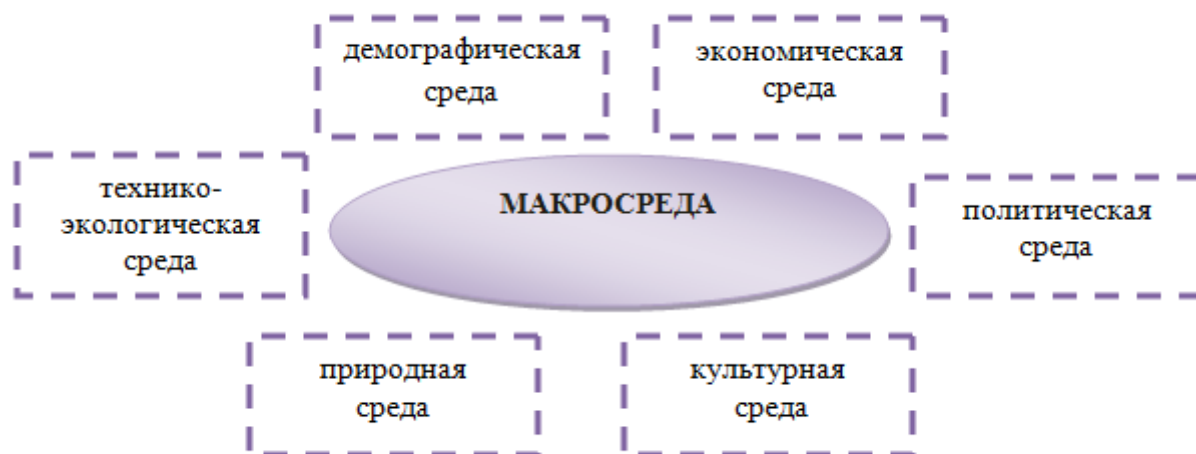 демографическая
среда
экономическая
среда
технико-
экологическая
среда
МАКРОСРЕДА
политическая
среда
природная
среда
культурная
среда